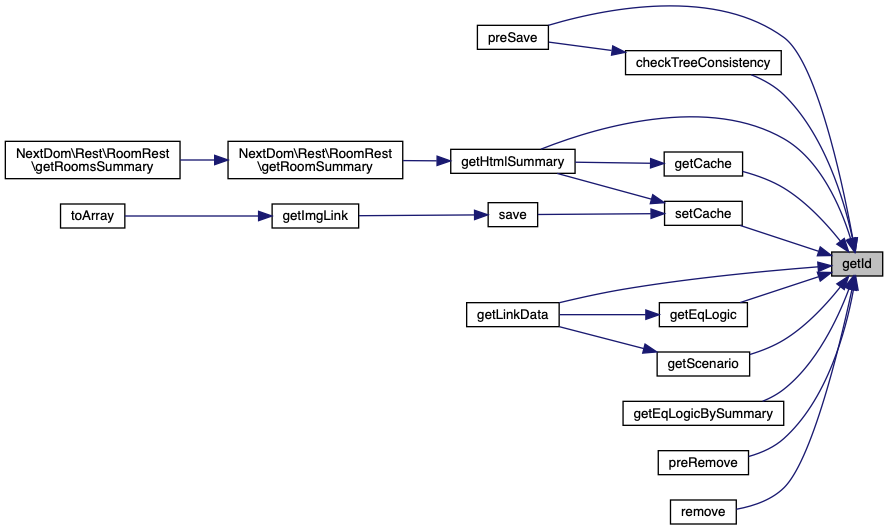 preSave
checkTreeConsistency
NextDom\Rest\RoomRest
\getRoomsSummary
NextDom\Rest\RoomRest
\getRoomSummary
getHtmlSummary
getCache
toArray
getImgLink
save
setCache
getId
getLinkData
getEqLogic
getScenario
getEqLogicBySummary
preRemove
remove